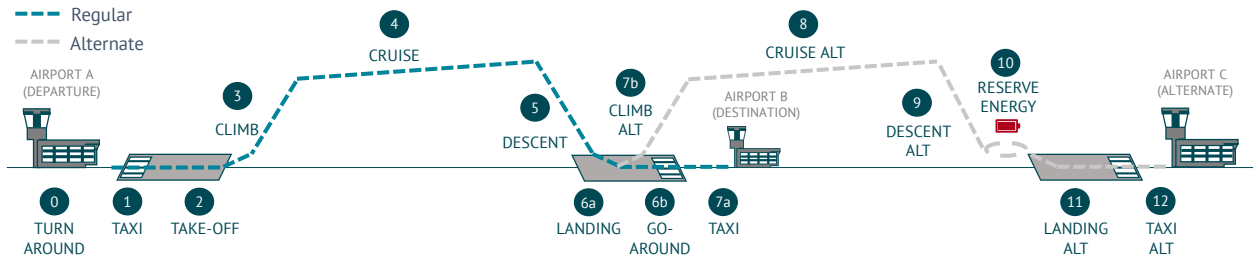 Regular
Alternate
AIRPORT A
(DEPARTURE)
3
CLIMB
4
CRUISE
5
DESCENT
7b
CLIMB
ALT
AIRPORT B
(DESTINATION)
8
CRUISE ALT
9
DESCENT
ALT
10
RESERVE
ENERGY
AIRPORT C
(ALTERNATE)
0
TURN
AROUND
1
TAXI
2
TAKE-OFF
6a
LANDING
6b
GO-
AROUND
7a
TAXI
11
LANDING
ALT
12
TAXI
ALT